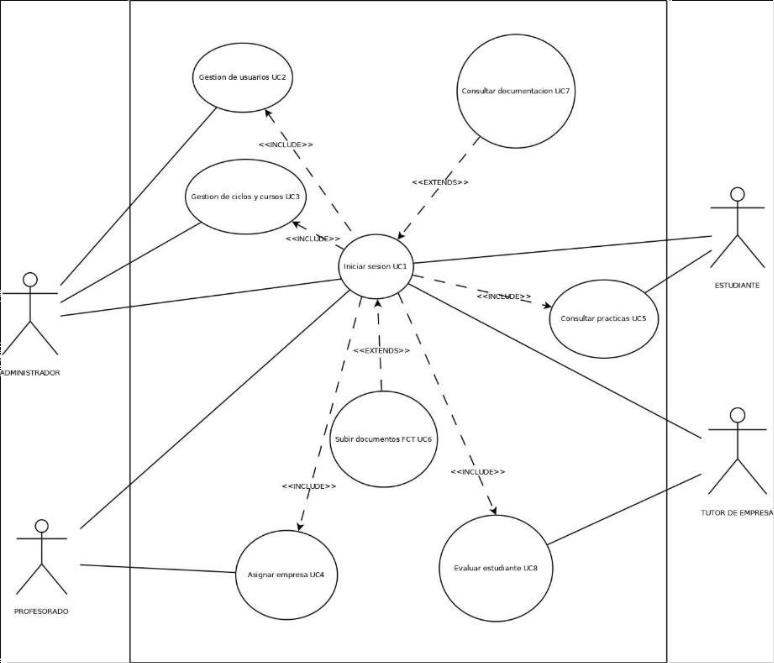 Gestion de usuarios UC2
Consultar documentacion UC7
<<INCLUDE>>
<<EXTENDS>>
Gestion de ciclos y cursos UC3
<<INCLUDE>>
Iniciar sesion UC1
ESTUDIANTE
<<INCLUDE>>
Consultar practicas UC5
<<EXTENDS>>
ADMINISTRADOR
Subir documentos FCT UC6
<<INCLUDE>>
<<INCLUDE>>
TUTOR DE EMPRESA
Asignar empresa UC4
Evaluar estudiante UC8
PROFESORADO